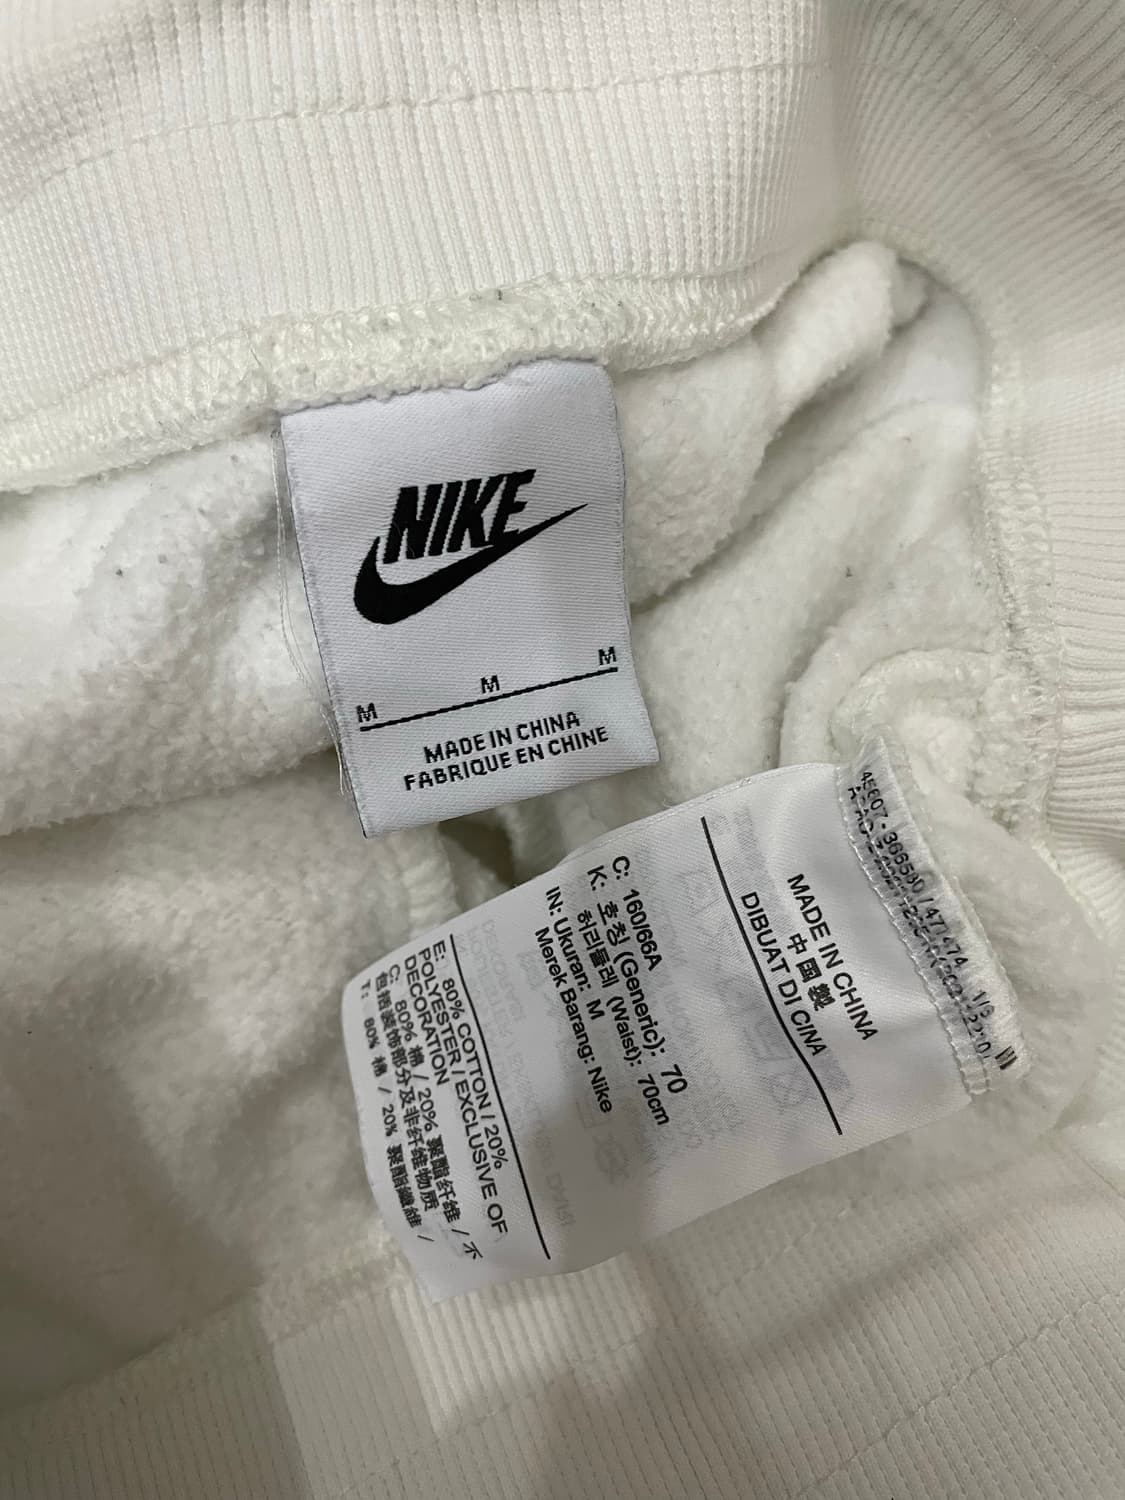 NIKE
M M M
MADE IN CHINA
FABRIQUE EN CHINE
MADE IN CHINA
中國製
DIBUAT DI CINA
C: 160/66A
K: 호칭 (Generic): 70
허리둘레 (Waist): 70cm
IN: Ukuran: M
Merek Barang: Nike
E: 80% COTTON / 20%
POLYESTER / EXCLUSIVE OF
DECORATION
C: 80% 棉 / 20% 聚酯纤维 / 不
包括装饰部分及非纤维物质
T: 80% 棉 / 20% 聚酯纖維 /